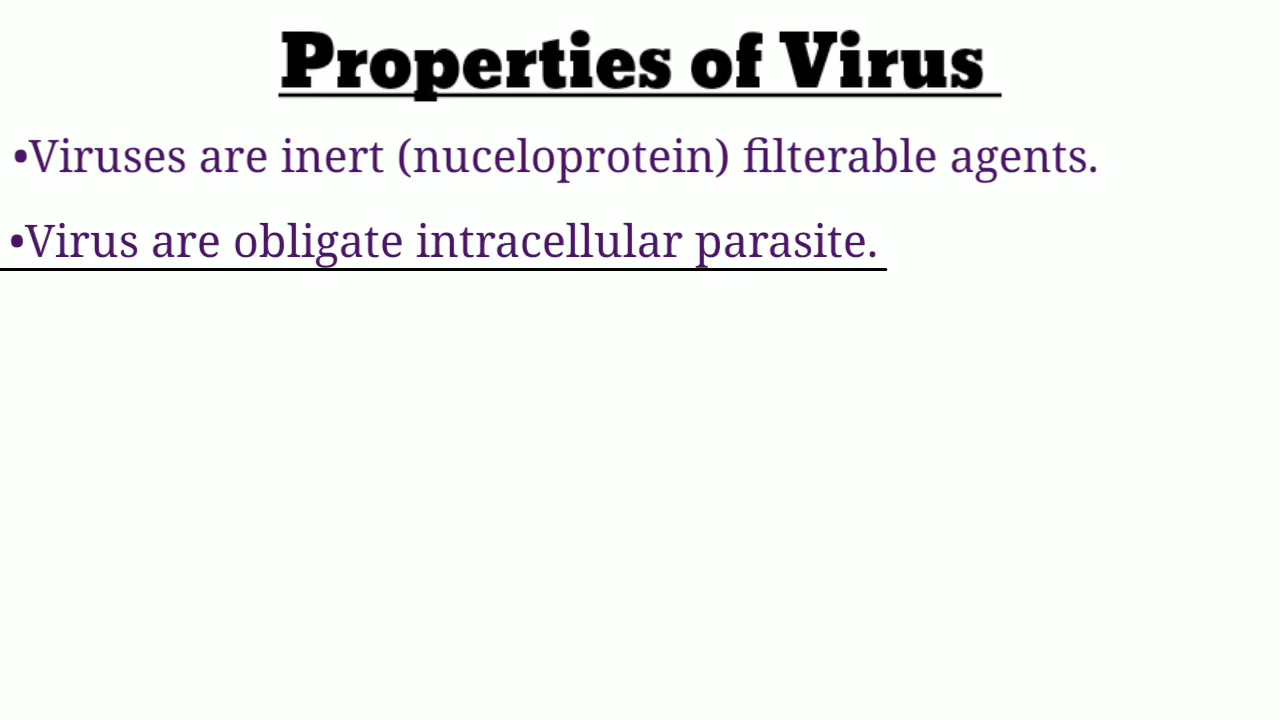 Properties of Virus
•Viruses are inert (nuceloprotein) filterable agents.
•Virus are obligate intracellular parasite.